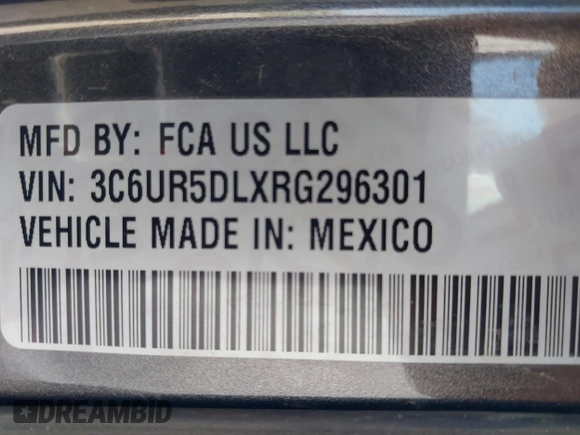 MFD BY: FCA US LLC
VIN: 3C6UR5DLXRG296301
VEHICLE MADE IN: MEXICO
DREAMBID